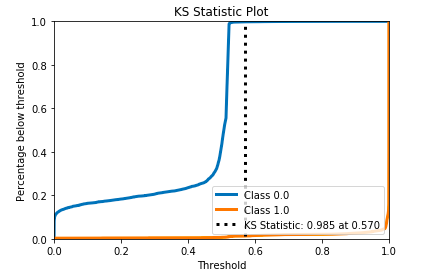 KS Statistic Plot
Percentage below threshold
1.0
0.8
0.6
0.4
0.2
0.0
Class 0.0
Class 1.0
KS Statistic: 0.985 at 0.570
0.0 0.2 0.4 0.6 0.8 1.0
Threshold